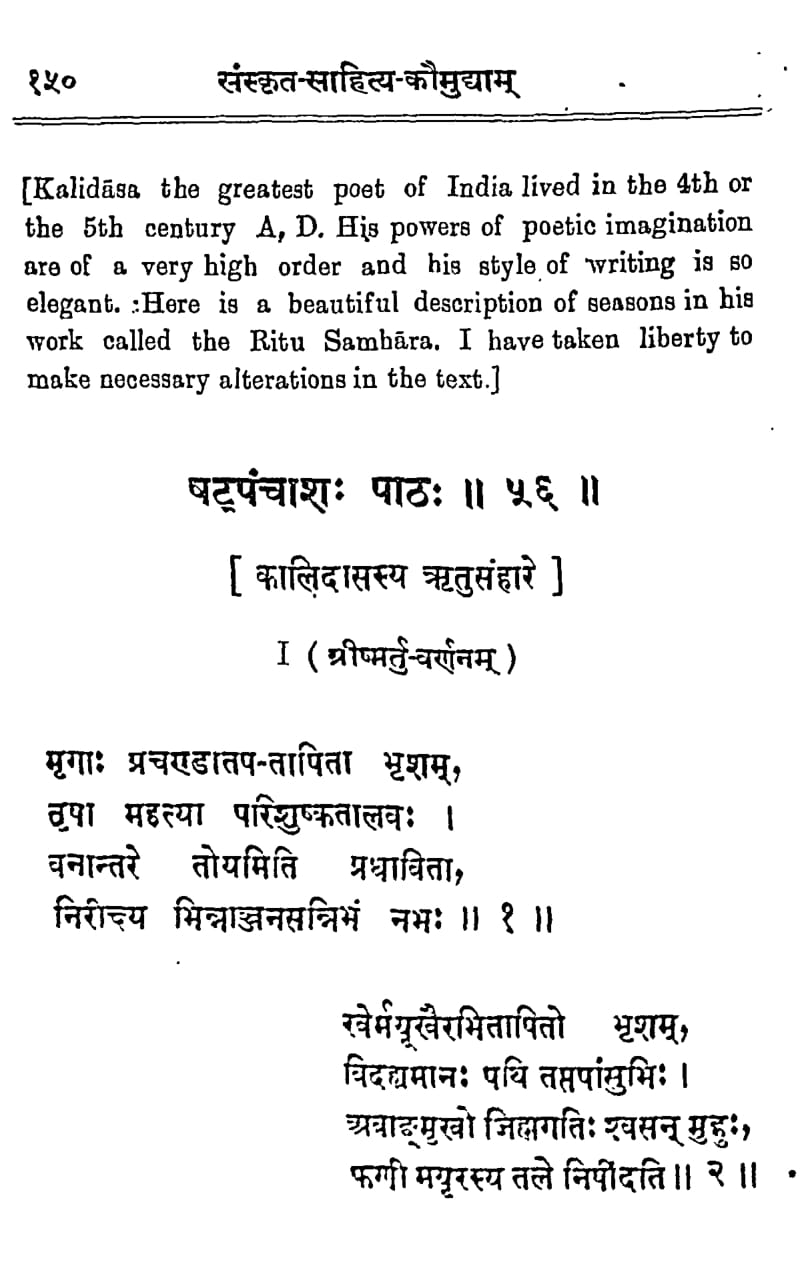 १५० संस्कृत-साहित्य-कौमुद्याम्
[Kalidāsa the greatest poet of India lived in the 4th or
the 5th century A, D. His powers of poetic imagination
are of a very high order and his style of writing is so
elegant. :Here is a beautiful description of seasons in his
work called the Ritu Samhāra. I have taken liberty to
make necessary alterations in the text.]
षट्पंचाशः पाठः ॥ ५६ ॥
[ कालिदासस्य ऋतुसंहारे ]
I ( ग्रीष्मर्तु-वर्णनम् )
मृगाः प्रचण्डातप-तापिता भृशम्,
तृषा महत्या परिशुष्कतालवः ।
वनान्तरे तोयमिति प्रधाविता,
निरीक्ष्य भिन्नाञ्जनसन्निभं नभः ॥ १ ॥
रवेर्मयूखैरभितापितो भृशम्,
विदह्यमानः पथि तप्तपांसुभिः ।
अवाङ्मुखो जिह्मगतिः श्वसन् मुहुः,
फणी मयूरस्य तले निषीदति ॥ २ ॥